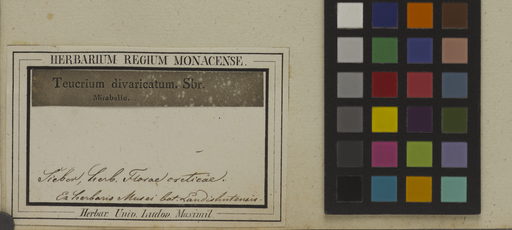 HERBARIUM REGIUM MONACENSE.
Teucrium divaricatum. Sbr.
Mirabello.
Sieber, herb. Florae creticae.
Ex herbario Musei bot. Landishutensis.
Herbar. Univ. Ludov. Maximil